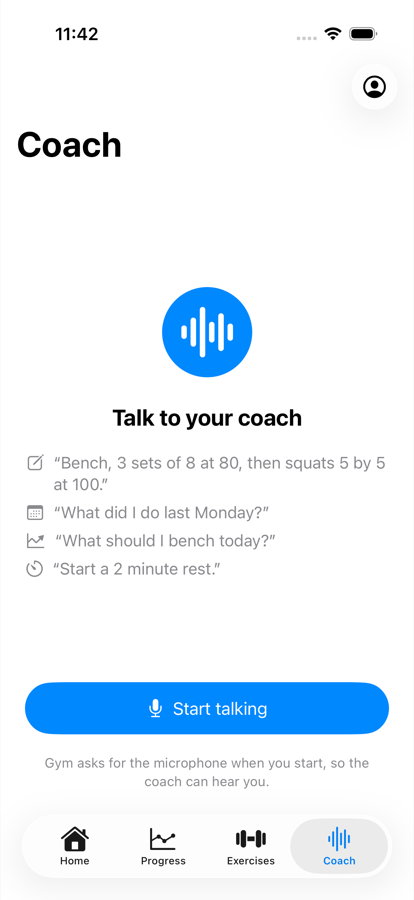 11:42
Coach
Talk to your coach
“Bench, 3 sets of 8 at 80, then squats 5 by 5
at 100.”
“What did I do last Monday?”
“What should I bench today?”
“Start a 2 minute rest.”
Start talking
Gym asks for the microphone when you start, so the
coach can hear you.
Home
Progress
Exercises
Coach